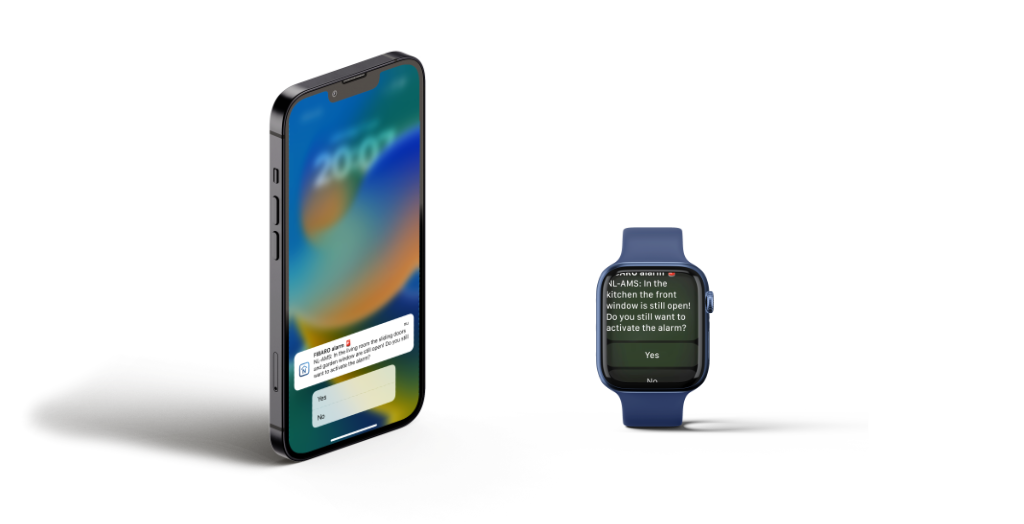 20:07
nu
FIBARO alarm 🚨
NL-AMS: In the living room the sliding doors
and garden window are still open! Do you still
want to activate the alarm?
Yes
No
FIBARO alarm 🚨
NL-AMS: In the
kitchen the front
window is still open!
Do you still want to
activate the alarm?
Yes
No